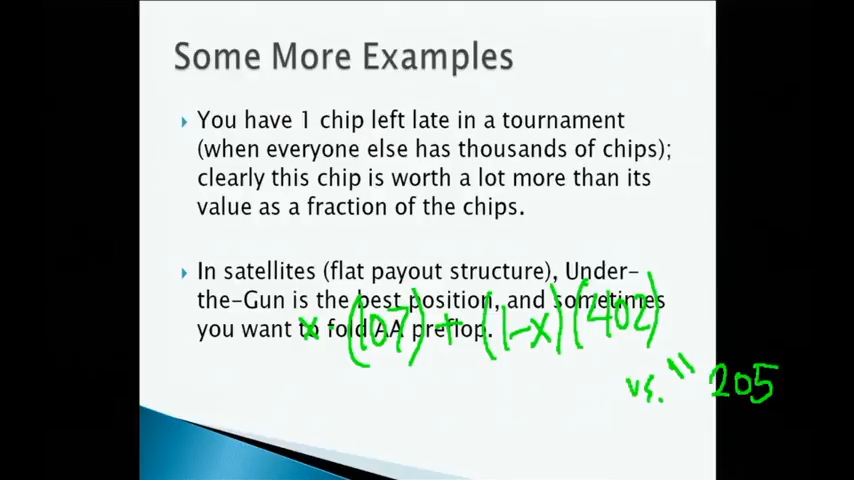 Some More Examples
You have 1 chip left late in a tournament
(when everyone else has thousands of chips);
clearly this chip is worth a lot more than its
value as a fraction of the chips.
In satellites (flat payout structure), Under-
the-Gun is the best position, and sometimes
you want to fold AA preflop.
x · (107) + (1-x)(402)
vs. " 205